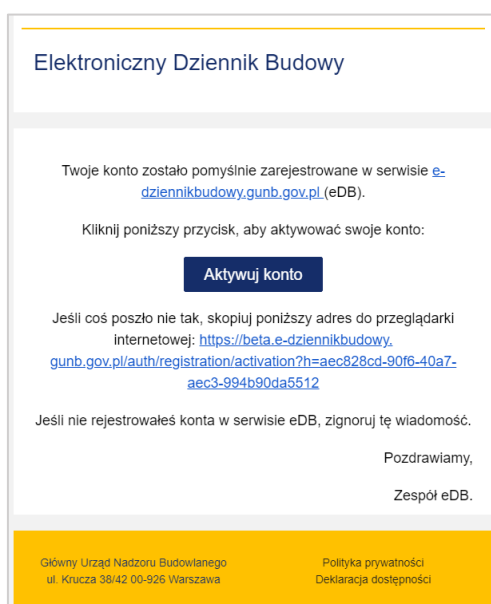 Elektroniczny Dziennik Budowy
Twoje konto zostało pomyślnie zarejestrowane w serwisie e-
dziennikbudowy.gunb.gov.pl (eDB).
Kliknij poniższy przycisk, aby aktywować swoje konto:
Aktywuj konto
Jeśli coś poszło nie tak, skopiuj poniższy adres do przeglądarki
internetowej: https://beta.e-dziennikbudowy.
gunb.gov.pl/auth/registration/activation?h=aec828cd-90f6-40a7-
aec3-994b90da5512
Jeśli nie rejestrowałeś konta w serwisie eDB, zignoruj tę wiadomość.
Pozdrawiamy,
Zespół eDB.
Główny Urząd Nadzoru Budowlanego
ul. Krucza 38/42 00-926 Warszawa
Polityka prywatności
Deklaracja dostępności